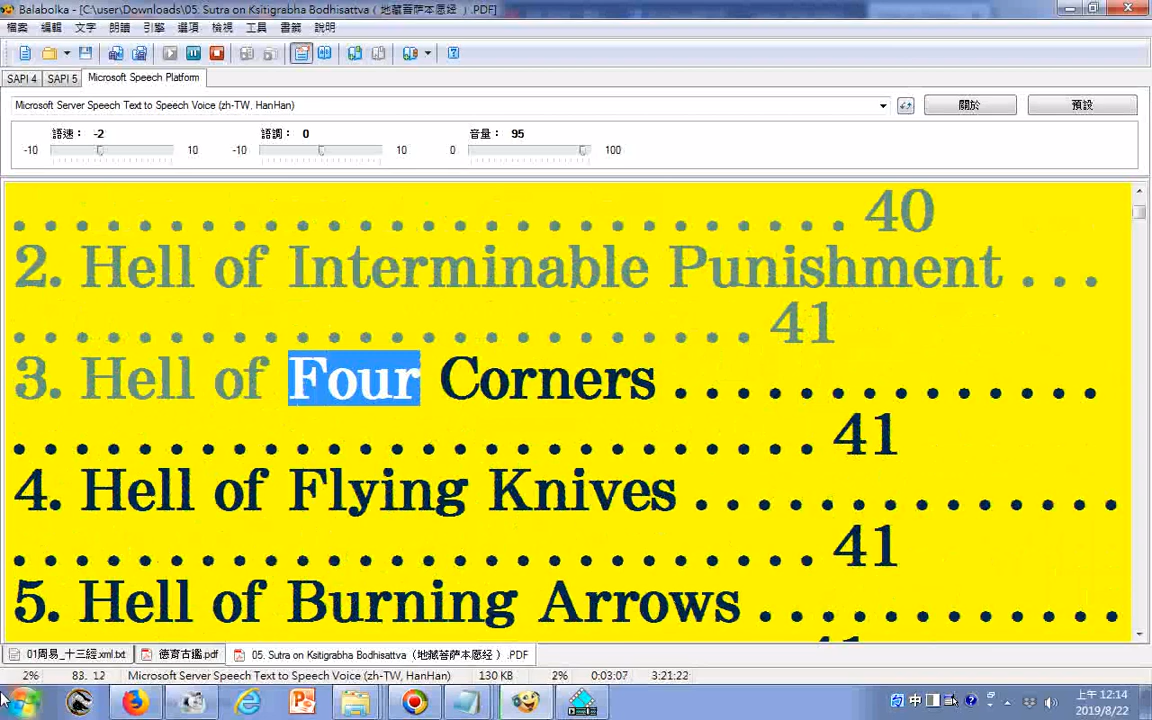 Balabolka - [C:\user\Downloads\05. Sutra on Ksitigrabha Bodhisattva（地藏菩萨本愿经）.PDF]
檔案 編輯 文字 朗讀 引擎 選項 檢視 工具 書籤 說明
SAPI 4 SAPI 5 Microsoft Speech Platform
Microsoft Server Speech Text to Speech Voice (zh-TW, HanHan) 關於 預設
語速： -2 語調： 0 音量： 95
-10 10 -10 10 0 100
. . . . . . . . . . . . . . . . . . . . . . . . . . . 40
2. Hell of Interminable Punishment . . .
. . . . . . . . . . . . . . . . . . . . . . . . 41
3. Hell of Four Corners . . . . . . . . . . . . . .
. . . . . . . . . . . . . . . . . . . . . . . . . . 41
4. Hell of Flying Knives . . . . . . . . . . . . . .
. . . . . . . . . . . . . . . . . . . . . . . . . . 41
5. Hell of Burning Arrows . . . . . . . . . . . .
01周易_十三經.xml.txt 德育古鑑.pdf 05. Sutra on Ksitigrabha Bodhisattva（地藏菩萨本愿经）.PDF
2% 83. 12 Microsoft Server Speech Text to Speech Voice (zh-TW, HanHan) 130 KB 2% 0:03:07 3:21:22
中 上午 12:14
2019/8/22